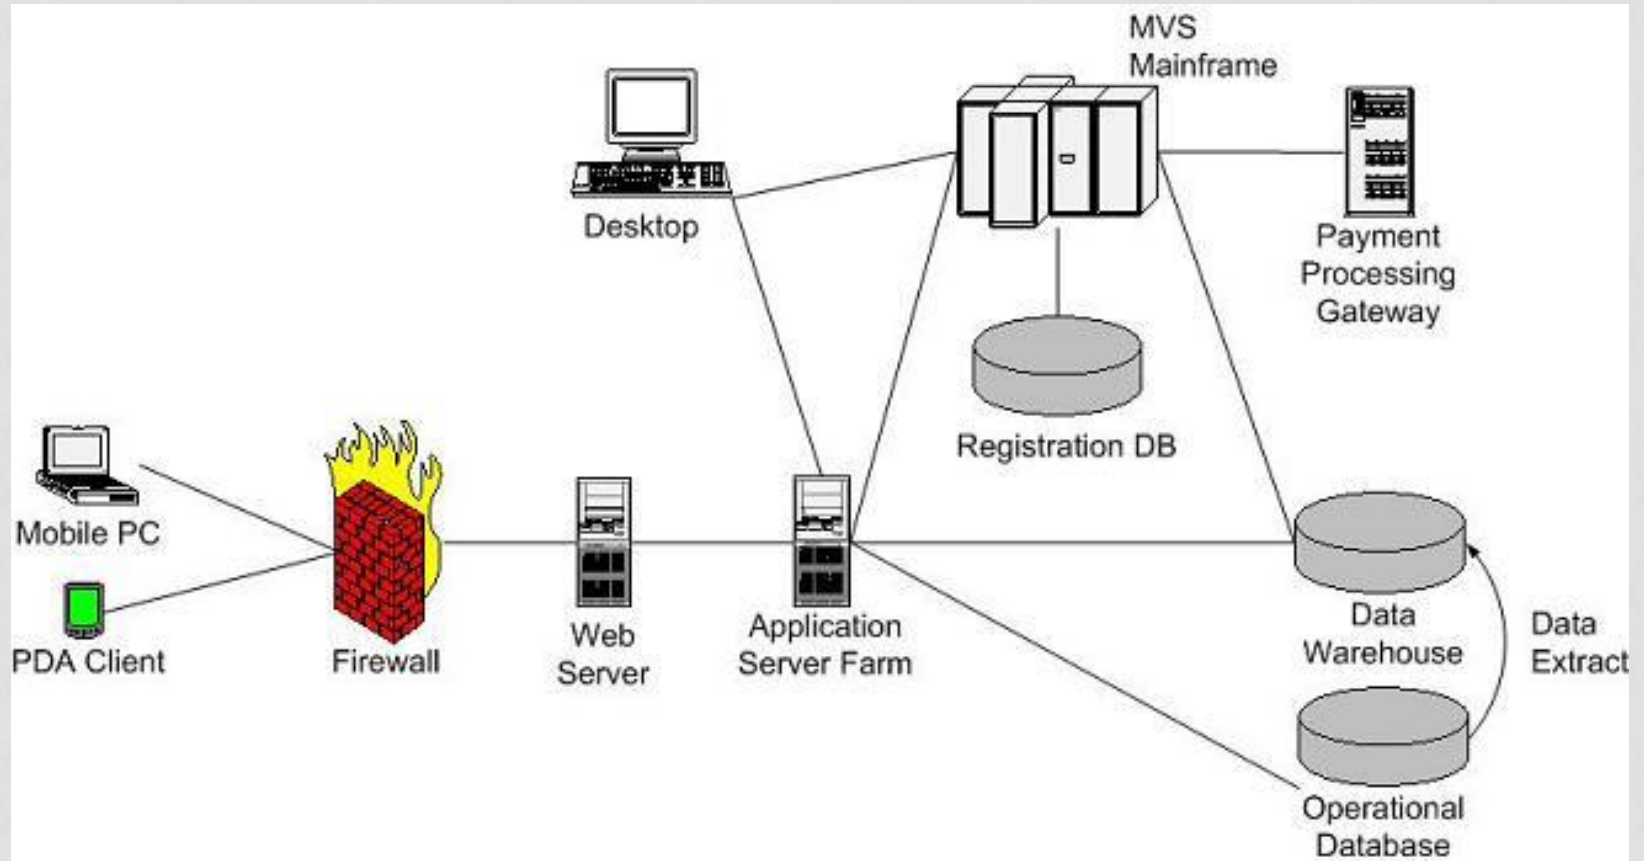 MVS
Mainframe
Desktop
Payment
Processing
Gateway
Registration DB
Mobile PC
PDA Client
Firewall
Web
Server
Application
Server Farm
Data
Warehouse
Data
Extract
Operational
Database